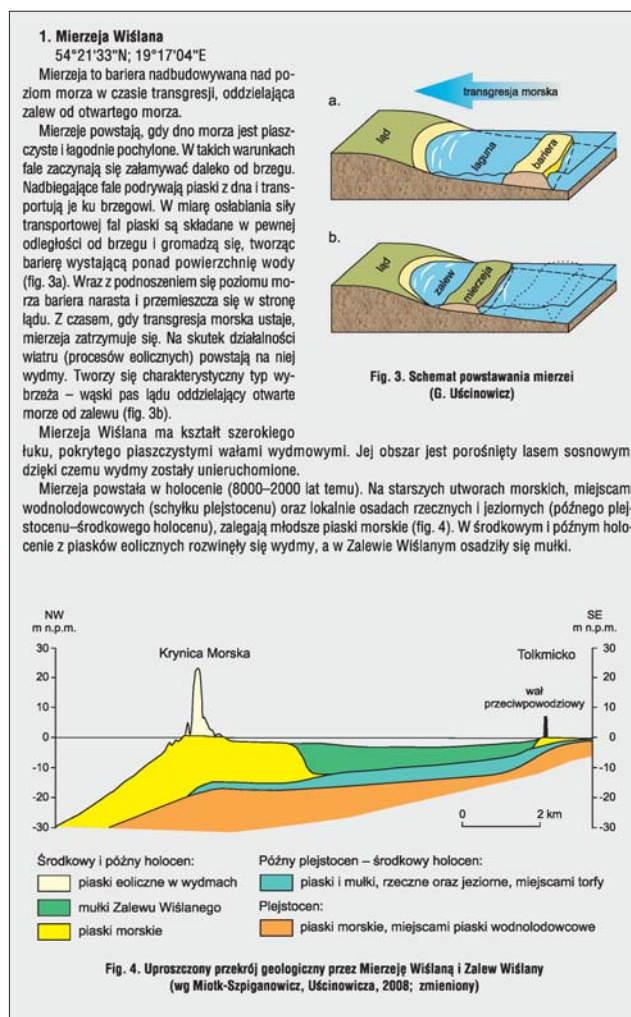 1. Mierzeja Wiślana
54°21'33"N; 19°17'04"E
Mierzeja to bariera nadbudowywana nad po-
ziom morza w czasie transgresji, oddzielająca
zalew od otwartego morza.
Mierzeje powstają, gdy dno morza jest piasz-
czyste i łagodnie pochylone. W takich warunkach
fale zaczynają się załamywać daleko od brzegu.
Nadbiegające fale podrywają piaski z dna i trans-
portują je ku brzegowi. W miarę osłabiania siły
transportowej fal piaski są składane w pewnej
odległości od brzegu i gromadzą się, tworząc
barierę wystającą ponad powierzchnię wody
(fig. 3a). Wraz z podnoszeniem się poziomu mo-
rza bariera narasta i przemieszcza się w stronę
lądu. Z czasem, gdy transgresja morska ustaje,
mierzeja zatrzymuje się. Na skutek działalności
wiatru (procesów eolicznych) powstają na niej
wydmy. Tworzy się charakterystyczny typ wy-
brzeża – wąski pas lądu oddzielający otwarte
morze od zalewu (fig. 3b).
transgresja morska
a.
ląd
laguna
bariera
b.
ląd
zalew
mierzeja
Fig. 3. Schemat powstawania mierzei
(G. Uścinowicz)
Mierzeja Wiślana ma kształt szerokiego
łuku, pokrytego piaszczystymi wałami wydmowymi. Jej obszar jest porośnięty lasem sosnowym,
dzięki czemu wydmy zostały unieruchomione.
Mierzeja powstała w holocenie (8000–2000 lat temu). Na starszych utworach morskich, miejscami
wodnolodowcowych (schyłku plejstocenu) oraz lokalnie osadach rzecznych i jeziornych (późnego plej-
stocenu–środkowego holocenu), zalegają młodsze piaski morskie (fig. 4). W środkowym i późnym holo-
cenie z piasków eolicznych rozwinęły się wydmy, a w Zalewie Wiślanym osadziły się mułki.
NW
m n.p.m.
SE
m n.p.m.
30
20
10
0
-10
-20
-30
Krynica Morska
Tolkmicko
wał
przeciwpowodziowy
30
20
10
0
-10
-20
-30
0 2 km
Środkowy i późny holocen:
piaski eoliczne w wydmach
mułki Zalewu Wiślanego
piaski morskie
Późny plejstocen – środkowy holocen:
piaski i mułki, rzeczne oraz jeziorne, miejscami torfy
Plejstocen:
piaski morskie, miejscami piaski wodnolodowcowe
Fig. 4. Uproszczony przekrój geologiczny przez Mierzeję Wiślaną i Zalew Wiślany
(wg Miotk-Szpiganowicz, Uścinowicza, 2008; zmieniony)